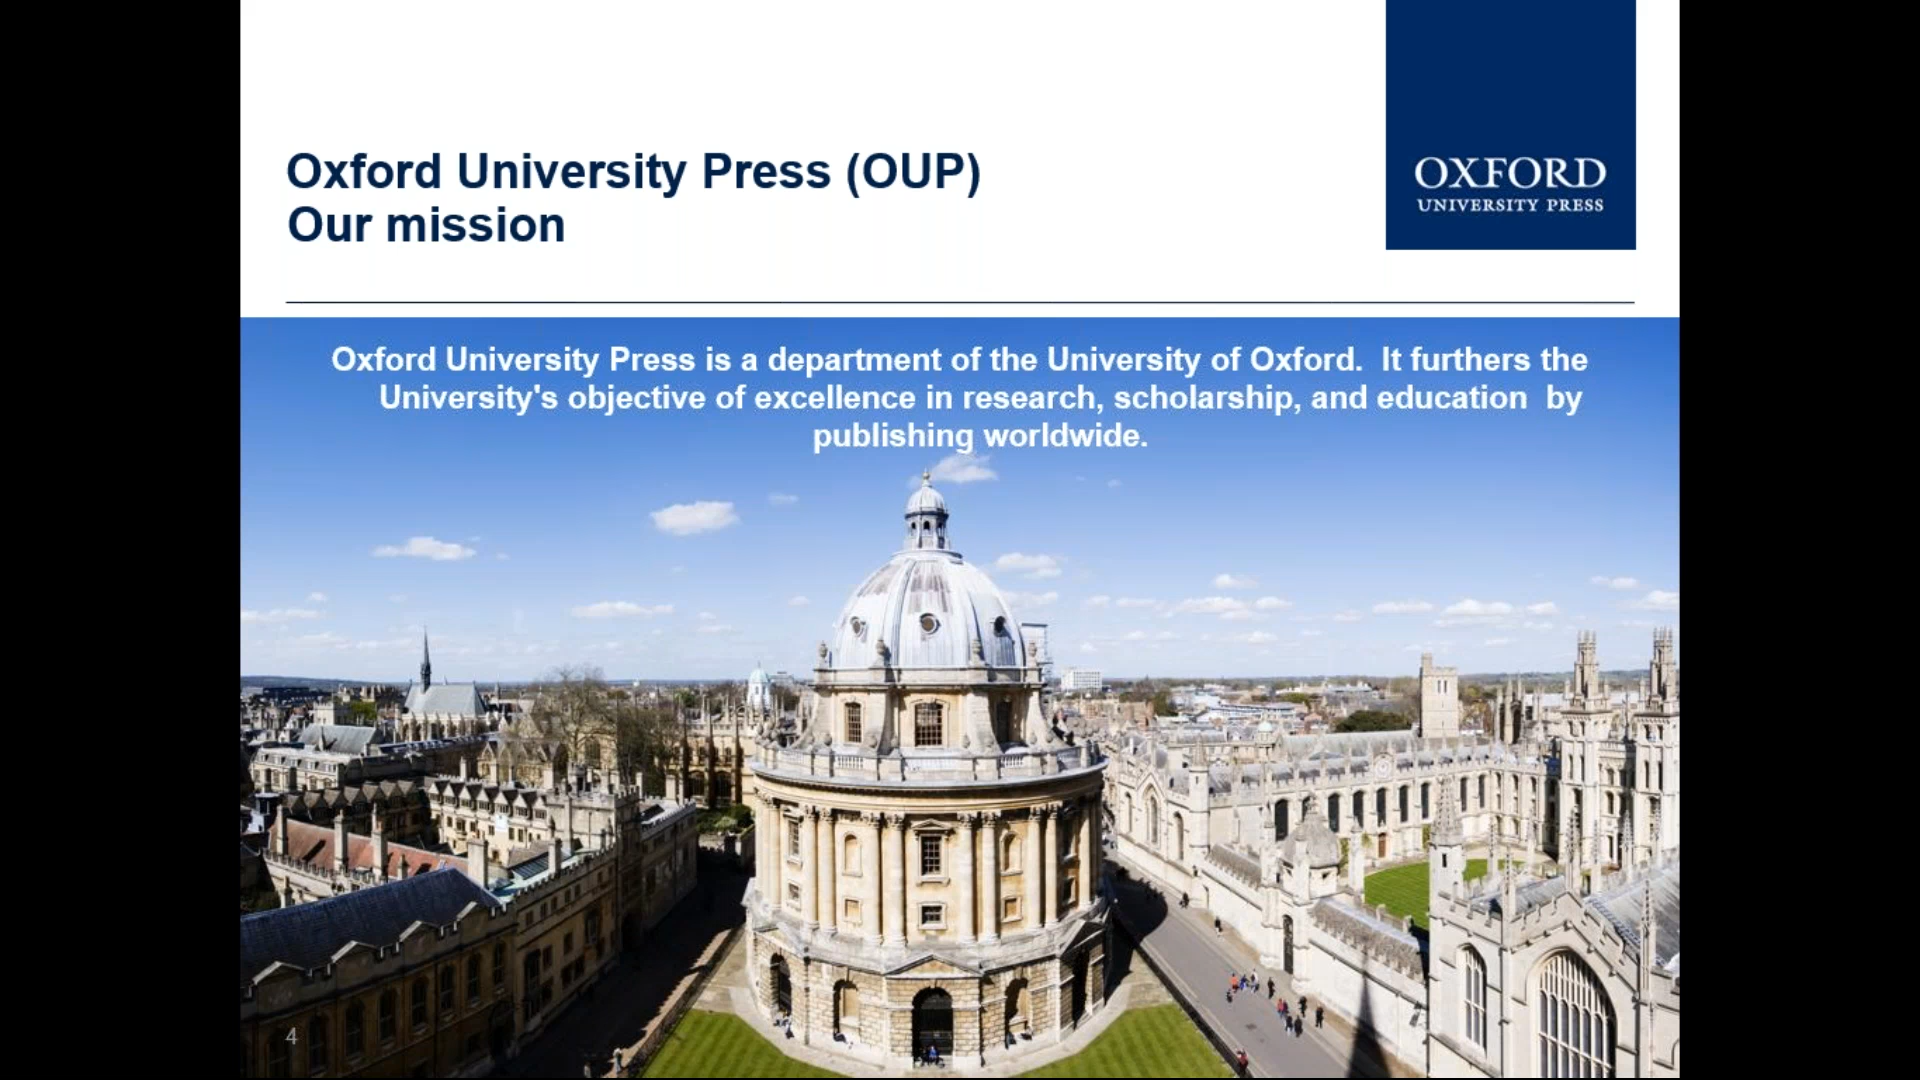 Oxford University Press (OUP)
Our mission
OXFORD
UNIVERSITY PRESS
Oxford University Press is a department of the University of Oxford.  It furthers the
University's objective of excellence in research, scholarship, and education  by
publishing worldwide.
4